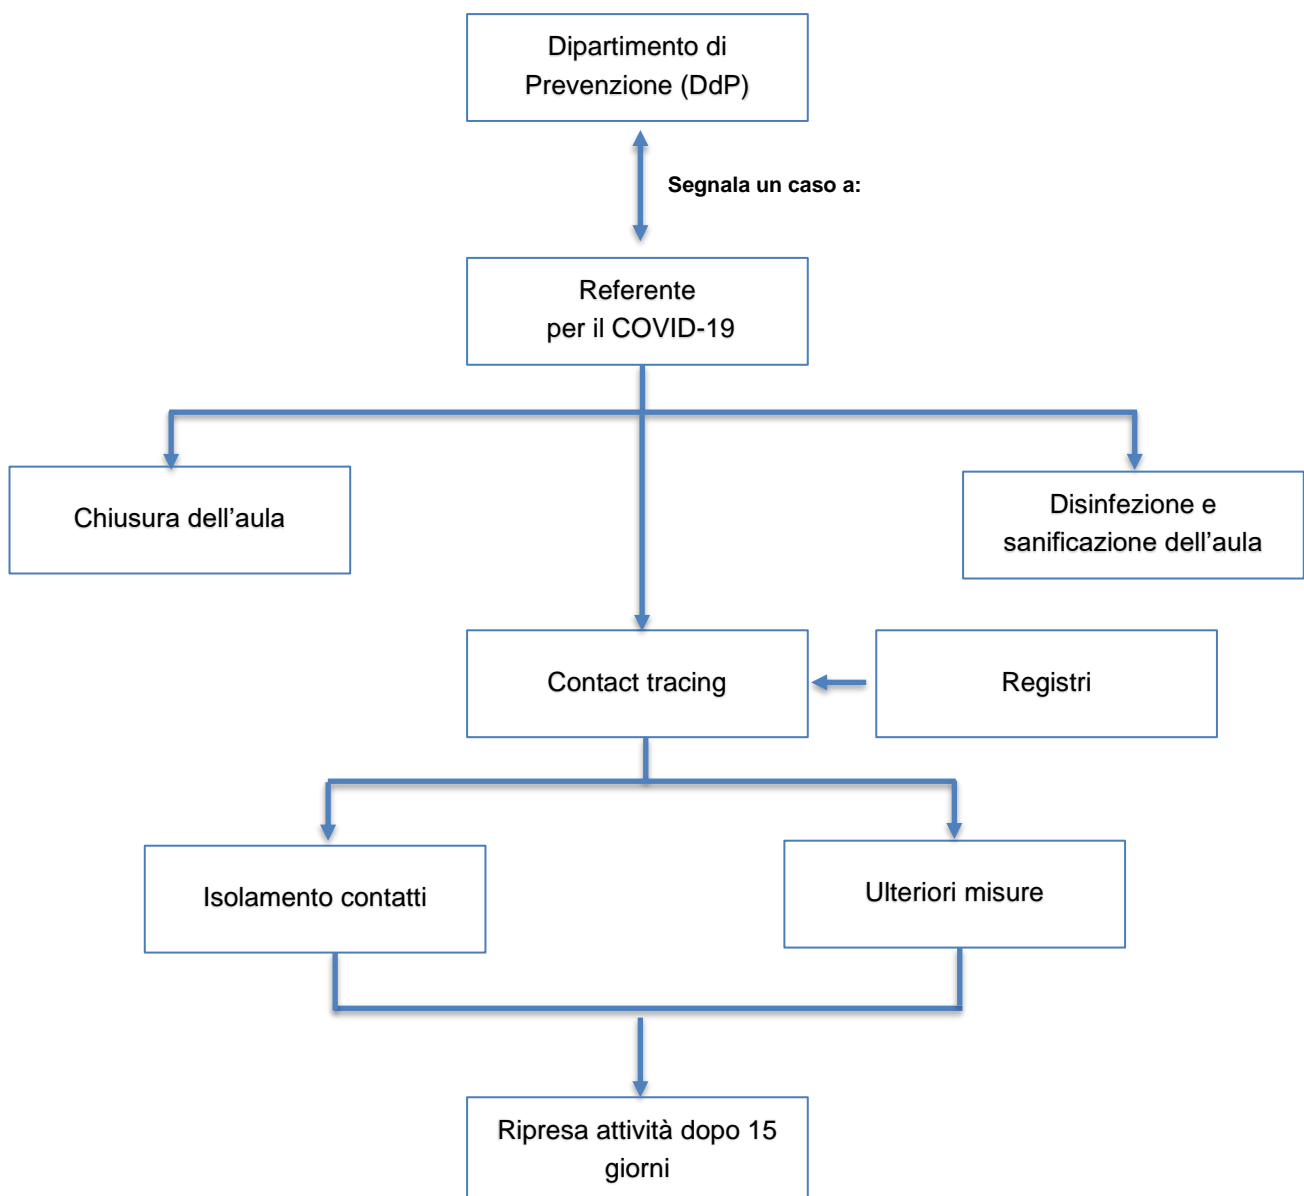 Dipartimento di
Prevenzione (DdP)
Segnala un caso a:
Referente
per il COVID-19
Chiusura dell’aula
Disinfezione e
sanificazione dell’aula
Contact tracing
Registri
Isolamento contatti
Ulteriori misure
Ripresa attività dopo 15
giorni